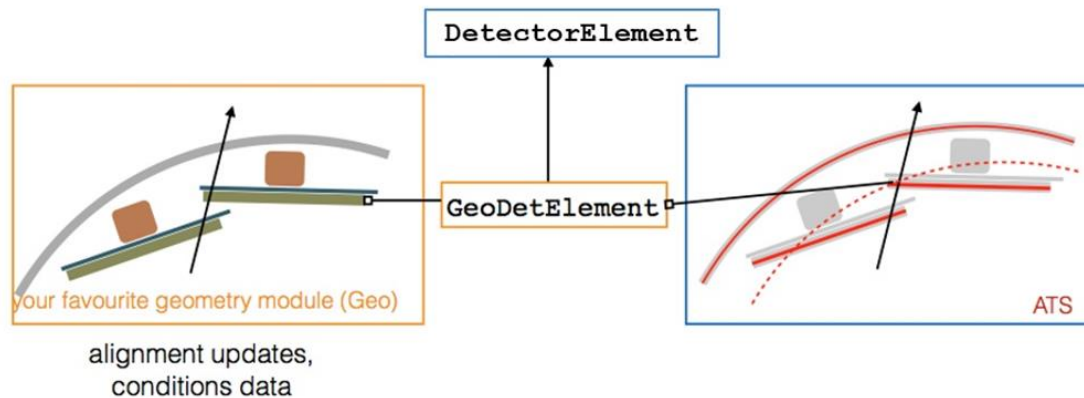 DetectorElement
GeoDetElement
your favourite geometry module (Geo)
ATS
alignment updates,
conditions data